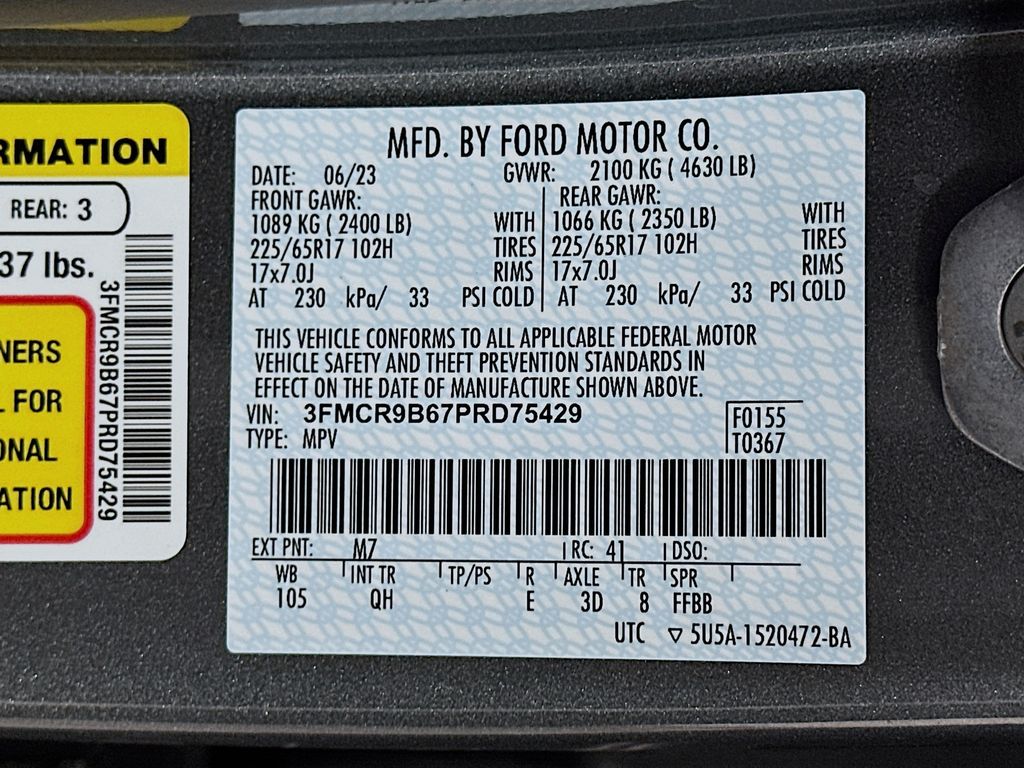 RMATION
REAR: 3
37 lbs.
NERS
L FOR
ONAL
ATION
3FMCR9B67PRD75429
MFD. BY FORD MOTOR CO.
DATE: 06/23 GVWR: 2100 KG ( 4630 LB)
FRONT GAWR: REAR GAWR:
1089 KG ( 2400 LB) WITH 1066 KG ( 2350 LB) WITH
225/65R17 102H TIRES 225/65R17 102H TIRES
17x7.0J RIMS 17x7.0J RIMS
AT 230 kPa/ 33 PSI COLD AT 230 kPa/ 33 PSI COLD
THIS VEHICLE CONFORMS TO ALL APPLICABLE FEDERAL MOTOR
VEHICLE SAFETY AND THEFT PREVENTION STANDARDS IN
EFFECT ON THE DATE OF MANUFACTURE SHOWN ABOVE.
VIN: 3FMCR9B67PRD75429 F0155
TYPE: MPV T0367
EXT PNT: M7 RC: 41 DSO:
WB INT TR TP/PS R AXLE TR SPR
105 QH E 3D 8 FFBB
UTC ▽ 5U5A-1520472-BA